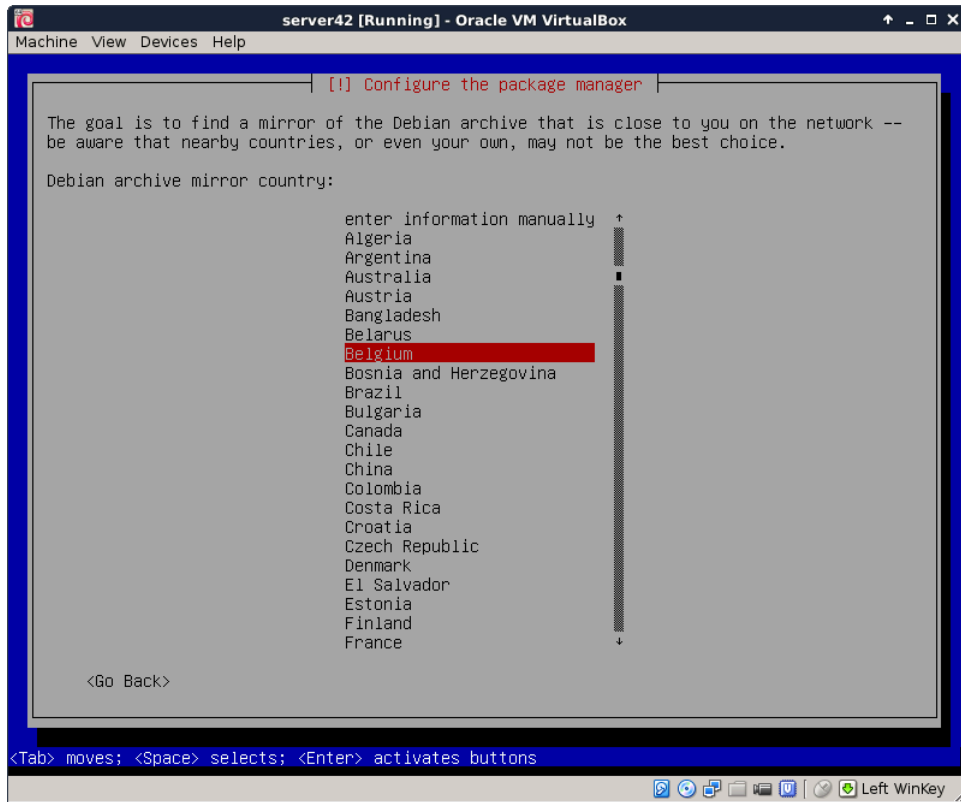 server42 [Running] - Oracle VM VirtualBox
Machine View Devices Help
[!] Configure the package manager
The goal is to find a mirror of the Debian archive that is close to you on the network --
be aware that nearby countries, or even your own, may not be the best choice.
Debian archive mirror country:
enter information manually
Algeria
Argentina
Australia
Austria
Bangladesh
Belarus
Belgium
Bosnia and Herzegovina
Brazil
Bulgaria
Canada
Chile
China
Colombia
Costa Rica
Croatia
Czech Republic
Denmark
El Salvador
Estonia
Finland
France
<Go Back>
<Tab> moves; <Space> selects; <Enter> activates buttons
Left WinKey